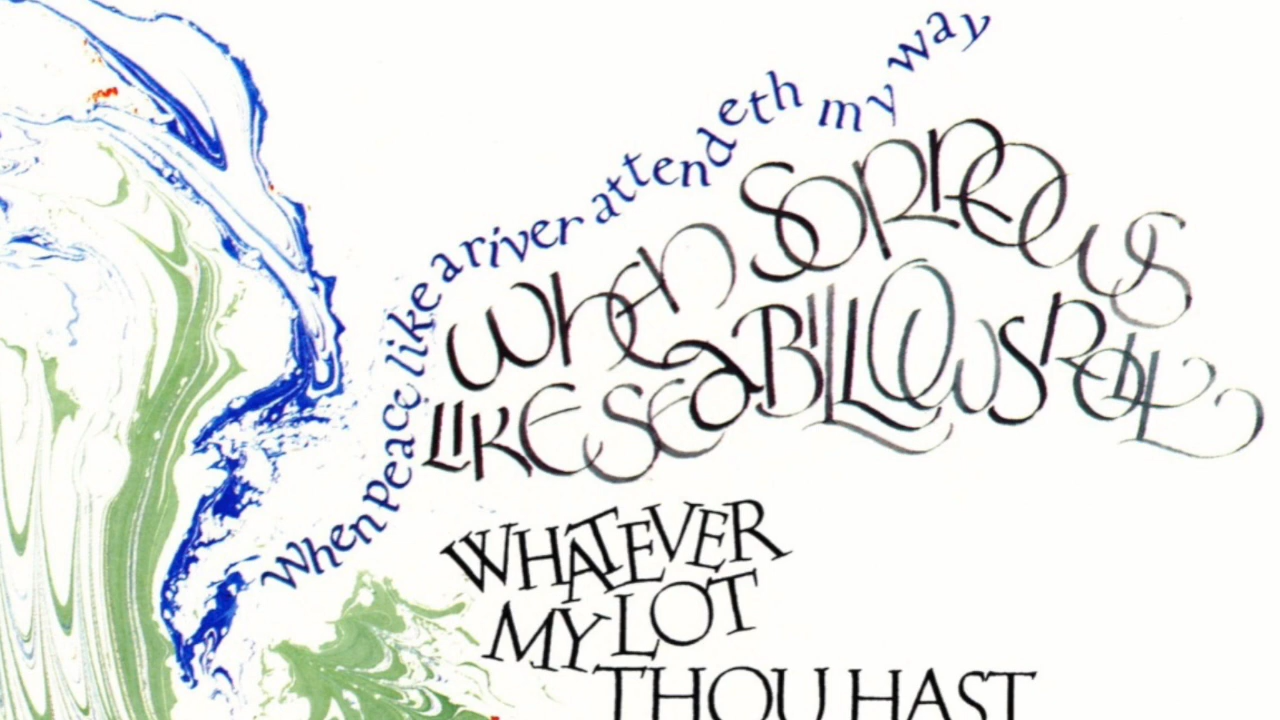 when peace like a river attendeth my way
when SORROWS
LIKE SEA BILLOWS ROLL
WHATEVER
MY LOT
THOU HAST